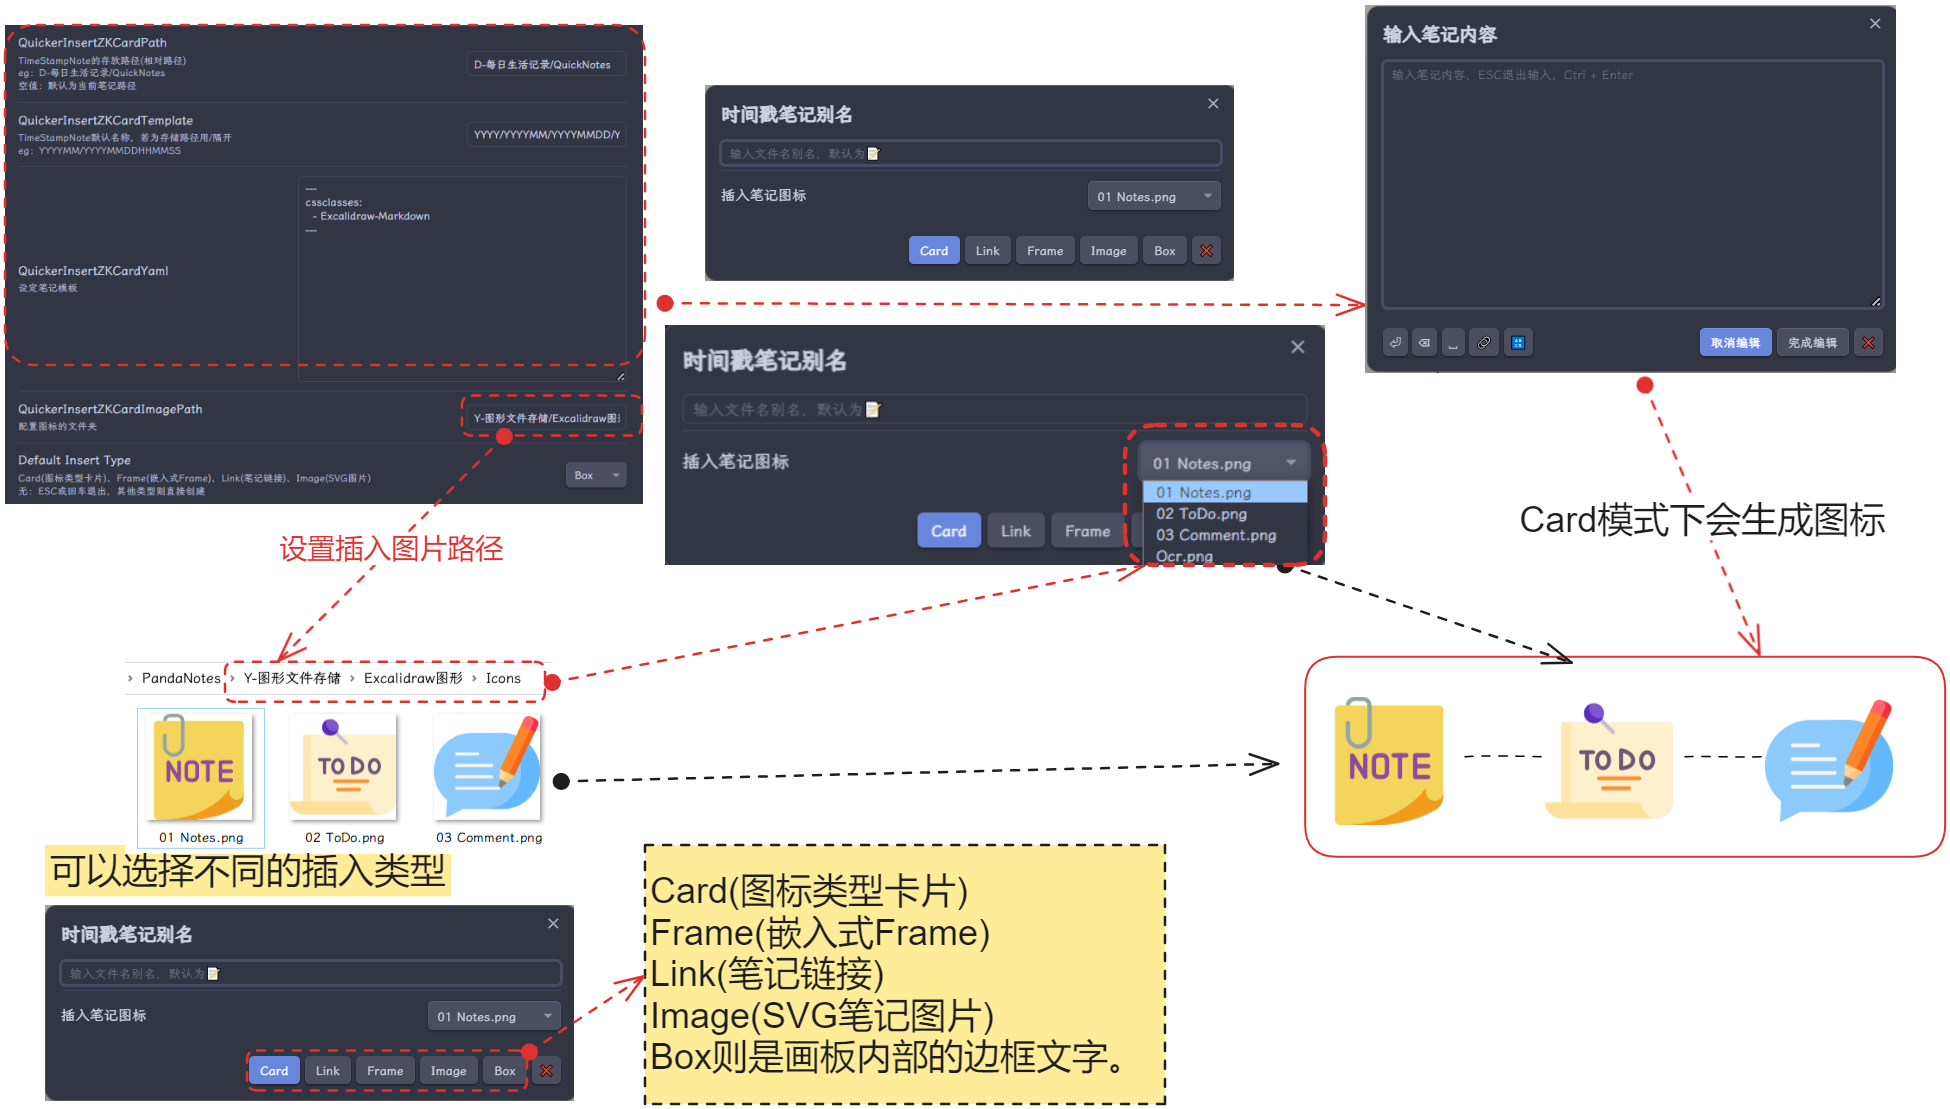 QuickerInsertZKCardPath
TimeStampNote的存放路径(相对路径)
eg：D-每日生活记录/QuickNotes
空值：默认为当前笔记路径
D-每日生活记录/QuickNotes
QuickerInsertZKCardTemplate
TimeStampNote默认名称，若为存储路径用/隔开
eg：YYYYMM/YYYYMMDDHHMMSS
YYYY/YYYYMM/YYYYMMDD/Y
QuickerInsertZKCardYaml
设定笔记模板
---
cssclasses:
- Excalidraw-Markdown
---
QuickerInsertZKCardImagePath
配置图标的文件夹
Y-图形文件存储/Excalidraw图
Default Insert Type
Card(图标类型卡片)、Frame(嵌入式Frame)、Link(笔记链接)、Image(SVG图片)
无：ESC或回车退出，其他类型则直接创建
Box
时间戳笔记别名
输入文件名别名，默认为📝
插入笔记图标
01 Notes.png
Card Link Frame Image Box
输入笔记内容
输入笔记内容，ESC退出输入，Ctrl + Enter
取消编辑 完成编辑
时间戳笔记别名
输入文件名别名，默认为📝
插入笔记图标
01 Notes.png
01 Notes.png
02 ToDo.png
03 Comment.png
Ocr.png
Card Link Frame
Card模式下会生成图标
设置插入图片路径
› PandaNotes › Y-图形文件存储 › Excalidraw图形 › Icons
NOTE
TO DO
01 Notes.png 02 ToDo.png 03 Comment.png
NOTE
TO DO
可以选择不同的插入类型
时间戳笔记别名
输入文件名别名，默认为📝
插入笔记图标
01 Notes.png
Card Link Frame Image Box
Card(图标类型卡片)
Frame(嵌入式Frame)
Link(笔记链接)
Image(SVG笔记图片)
Box则是画板内部的边框文字。